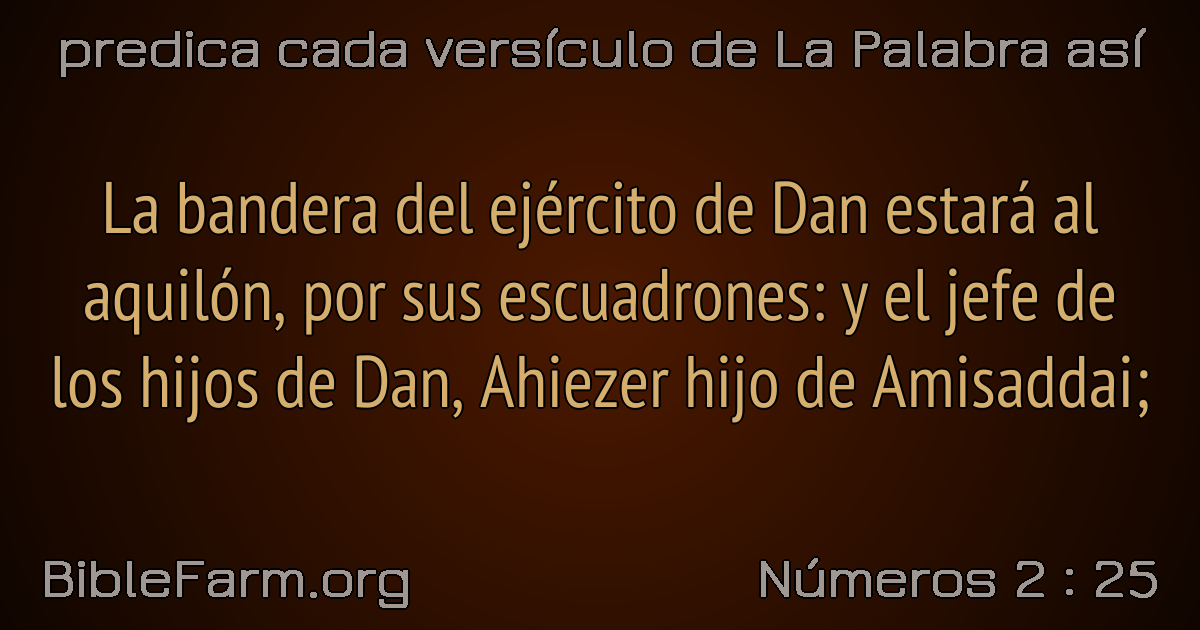 predica cada versículo de La Palabra así
La bandera del ejército de Dan estará al
aquilón, por sus escuadrones: y el jefe de
los hijos de Dan, Ahiezer hijo de Amisaddai;
BibleFarm.org
Números 2 : 25